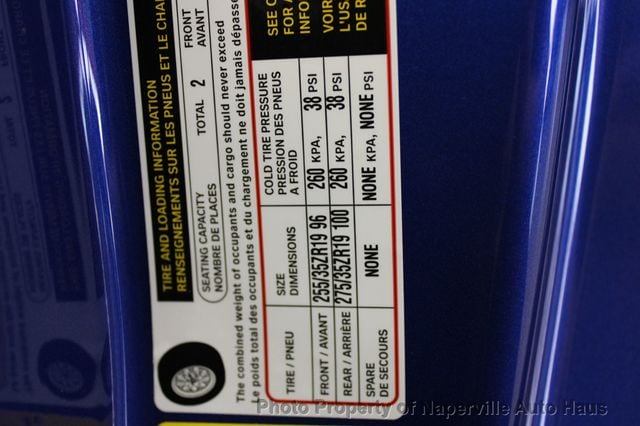 TIRE AND LOADING INFORMATION
RENSEIGNEMENTS SUR LES PNEUS ET LE CHA
SEATING CAPACITY
NOMBRE DE PLACES
TOTAL 2
FRONT
AVANT
The combined weight of occupants and cargo should never exceed
Le poids total des occupants et du chargement ne doit jamais dépasse
TIRE / PNEU
SIZE
DIMENSIONS
COLD TIRE PRESSURE
PRESSION DES PNEUS
A FROID
FRONT / AVANT 255/35ZR19 96 260 KPA, 38 PSI
REAR / ARRIÈRE 275/35ZR19 100 260 KPA, 38 PSI
SPARE
DE SECOURS
NONE NONE KPA, NONE PSI
SEE O
FOR A
INFO
VOIR
L'US
DE R
Photo Property of Naperville Auto Haus